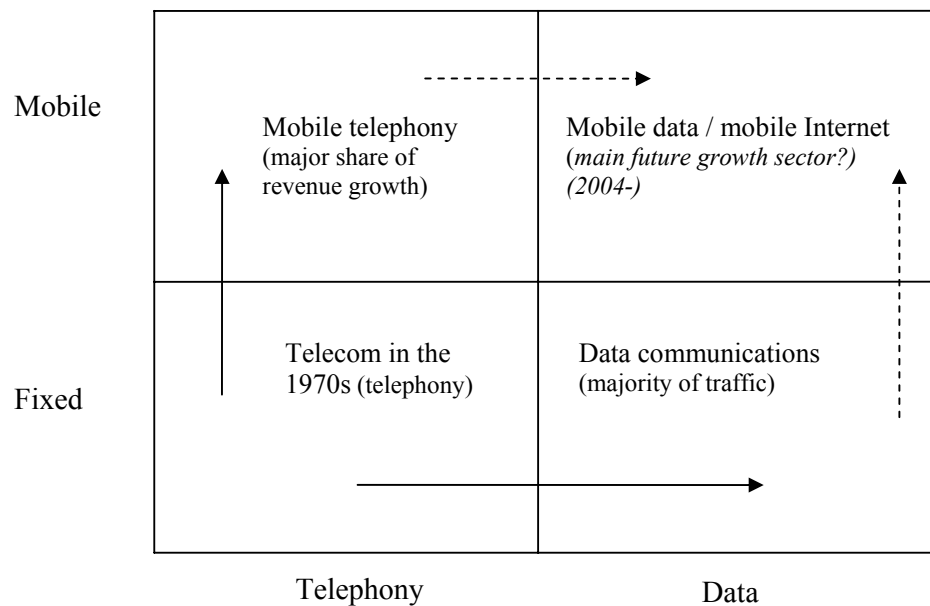 Mobile
Mobile telephony
(major share of
revenue growth)
Mobile data / mobile Internet
(main future growth sector?)
(2004-)
Fixed
Telecom in the
1970s (telephony)
Data communications
(majority of traffic)
Telephony
Data